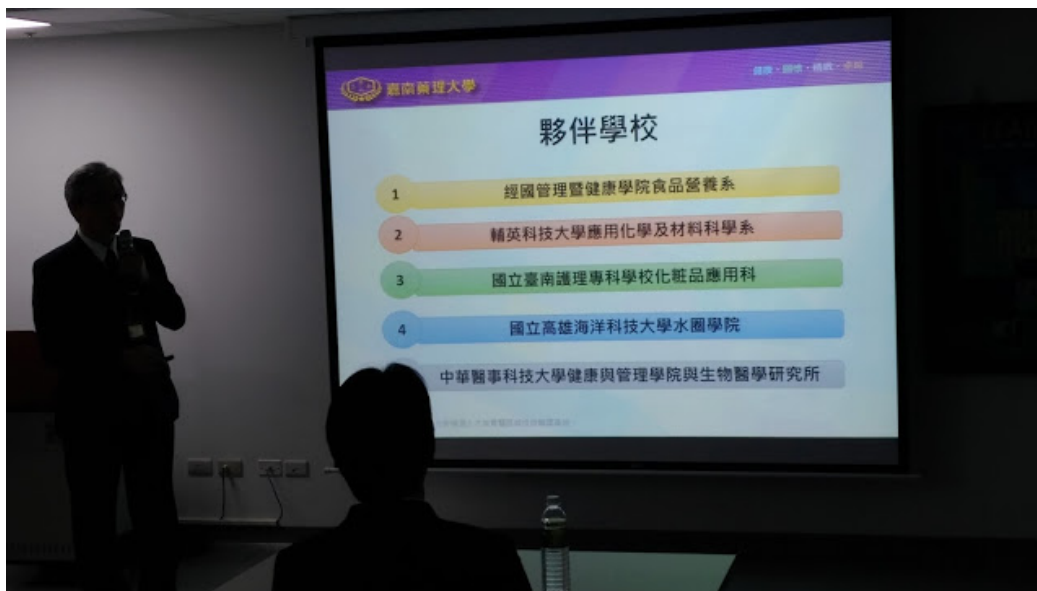 嘉南藥理大學
夥伴學校
1 經國管理暨健康學院食品營養系
2 輔英科技大學應用化學及材料科學系
3 國立臺南護理專科學校化粧品應用科
4 國立高雄海洋科技大學水圈學院
中華醫事科技大學健康與管理學院與生物醫學研究所